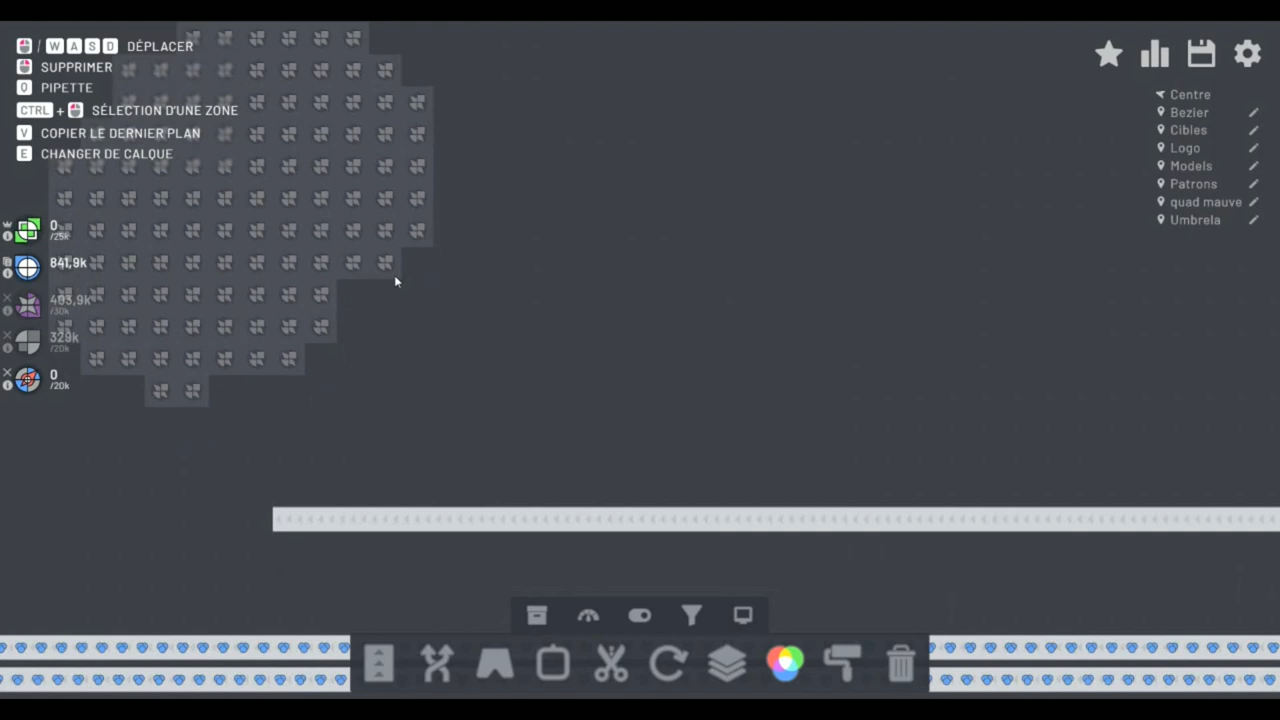 / W A S D DÉPLACER
SUPPRIMER
Q PIPETTE
CTRL + SÉLECTION D'UNE ZONE
V COPIER LE DERNIER PLAN
E CHANGER DE CALQUE
0
/25k
841,9k
493,9k
/30k
329k
/20k
0
/20k
Centre
Bezier
Cibles
Logo
Models
Patrons
quad mauve
Umbrela